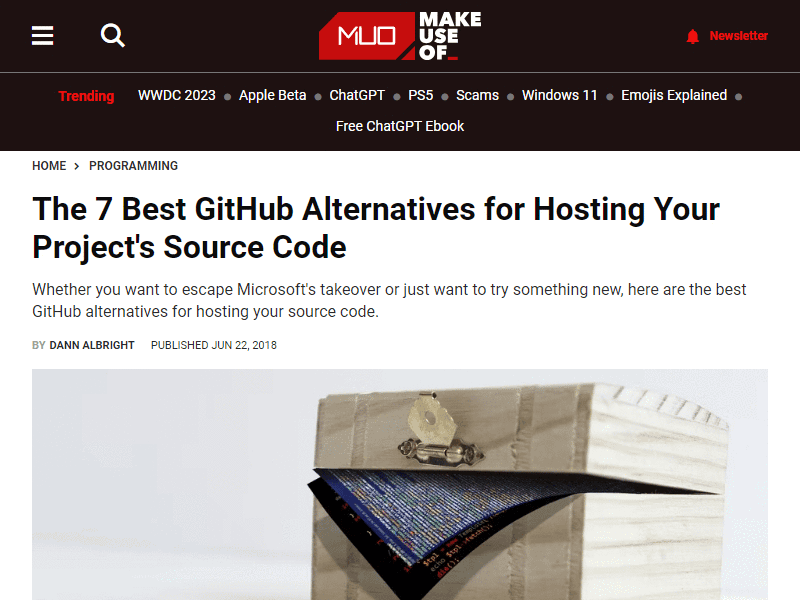 MUO
MAKE
USE
OF_
Newsletter
Trending
WWDC 2023
Apple Beta
ChatGPT
PS5
Scams
Windows 11
Emojis Explained
Free ChatGPT Ebook
HOME > PROGRAMMING
The 7 Best GitHub Alternatives for Hosting Your
Project's Source Code
Whether you want to escape Microsoft's takeover or just want to try something new, here are the best
GitHub alternatives for hosting your source code.
BY DANN ALBRIGHT PUBLISHED JUN 22, 2018